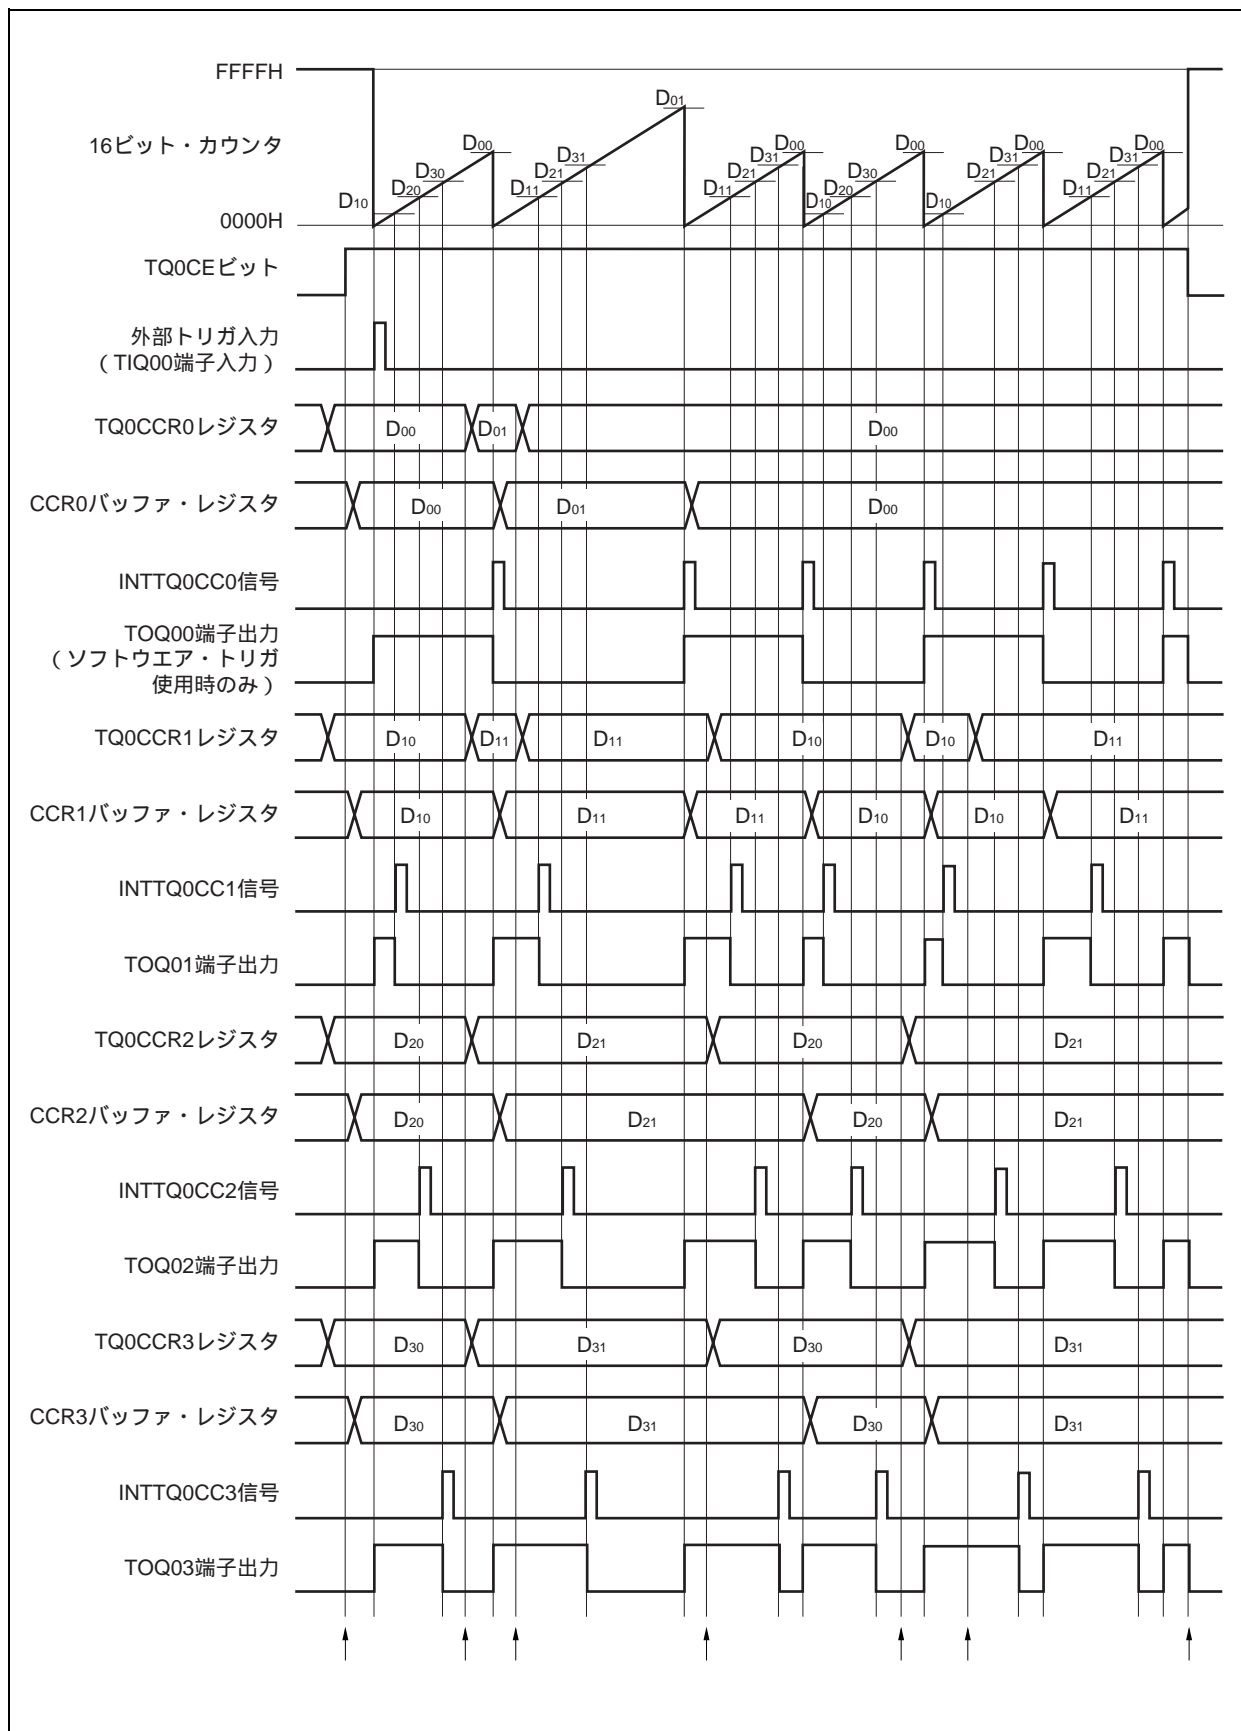 FFFFH
D01
16ビット・カウンタ
D00 D00 D00 D00 D00
D30 D31 D31 D30 D31 D31
D20 D21 D21 D20 D21 D21
D10 D11 D11 D10 D10 D11
0000H
TQ0CEビット
外部トリガ入力
（TIQ00端子入力）
TQ0CCR0レジスタ D00 D01 D00
CCR0バッファ・レジスタ D00 D01 D00
INTTQ0CC0信号
TOQ00端子出力
（ソフトウエア・トリガ
使用時のみ）
TQ0CCR1レジスタ D10 D11 D11 D10 D10 D11
CCR1バッファ・レジスタ D10 D11 D11 D10 D10 D11
INTTQ0CC1信号
TOQ01端子出力
TQ0CCR2レジスタ D20 D21 D20 D21
CCR2バッファ・レジスタ D20 D21 D20 D21
INTTQ0CC2信号
TOQ02端子出力
TQ0CCR3レジスタ D30 D31 D30 D31
CCR3バッファ・レジスタ D30 D31 D30 D31
INTTQ0CC3信号
TOQ03端子出力